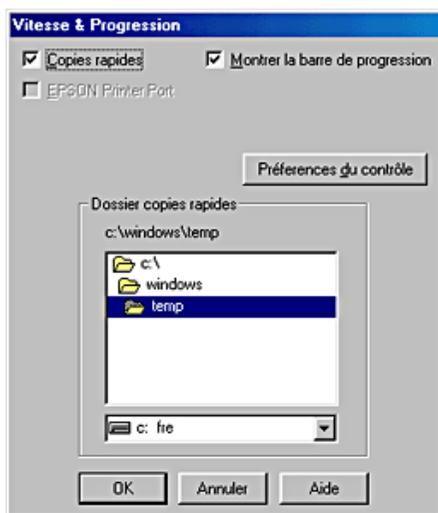 Vitesse & Progression
Copies rapides
Montrer la barre de progression
EPSON Printer Port
Préferences du contrôle
Dossier copies rapides
c:\windows\temp
c:\
windows
temp
c: fre
OK
Annuler
Aide